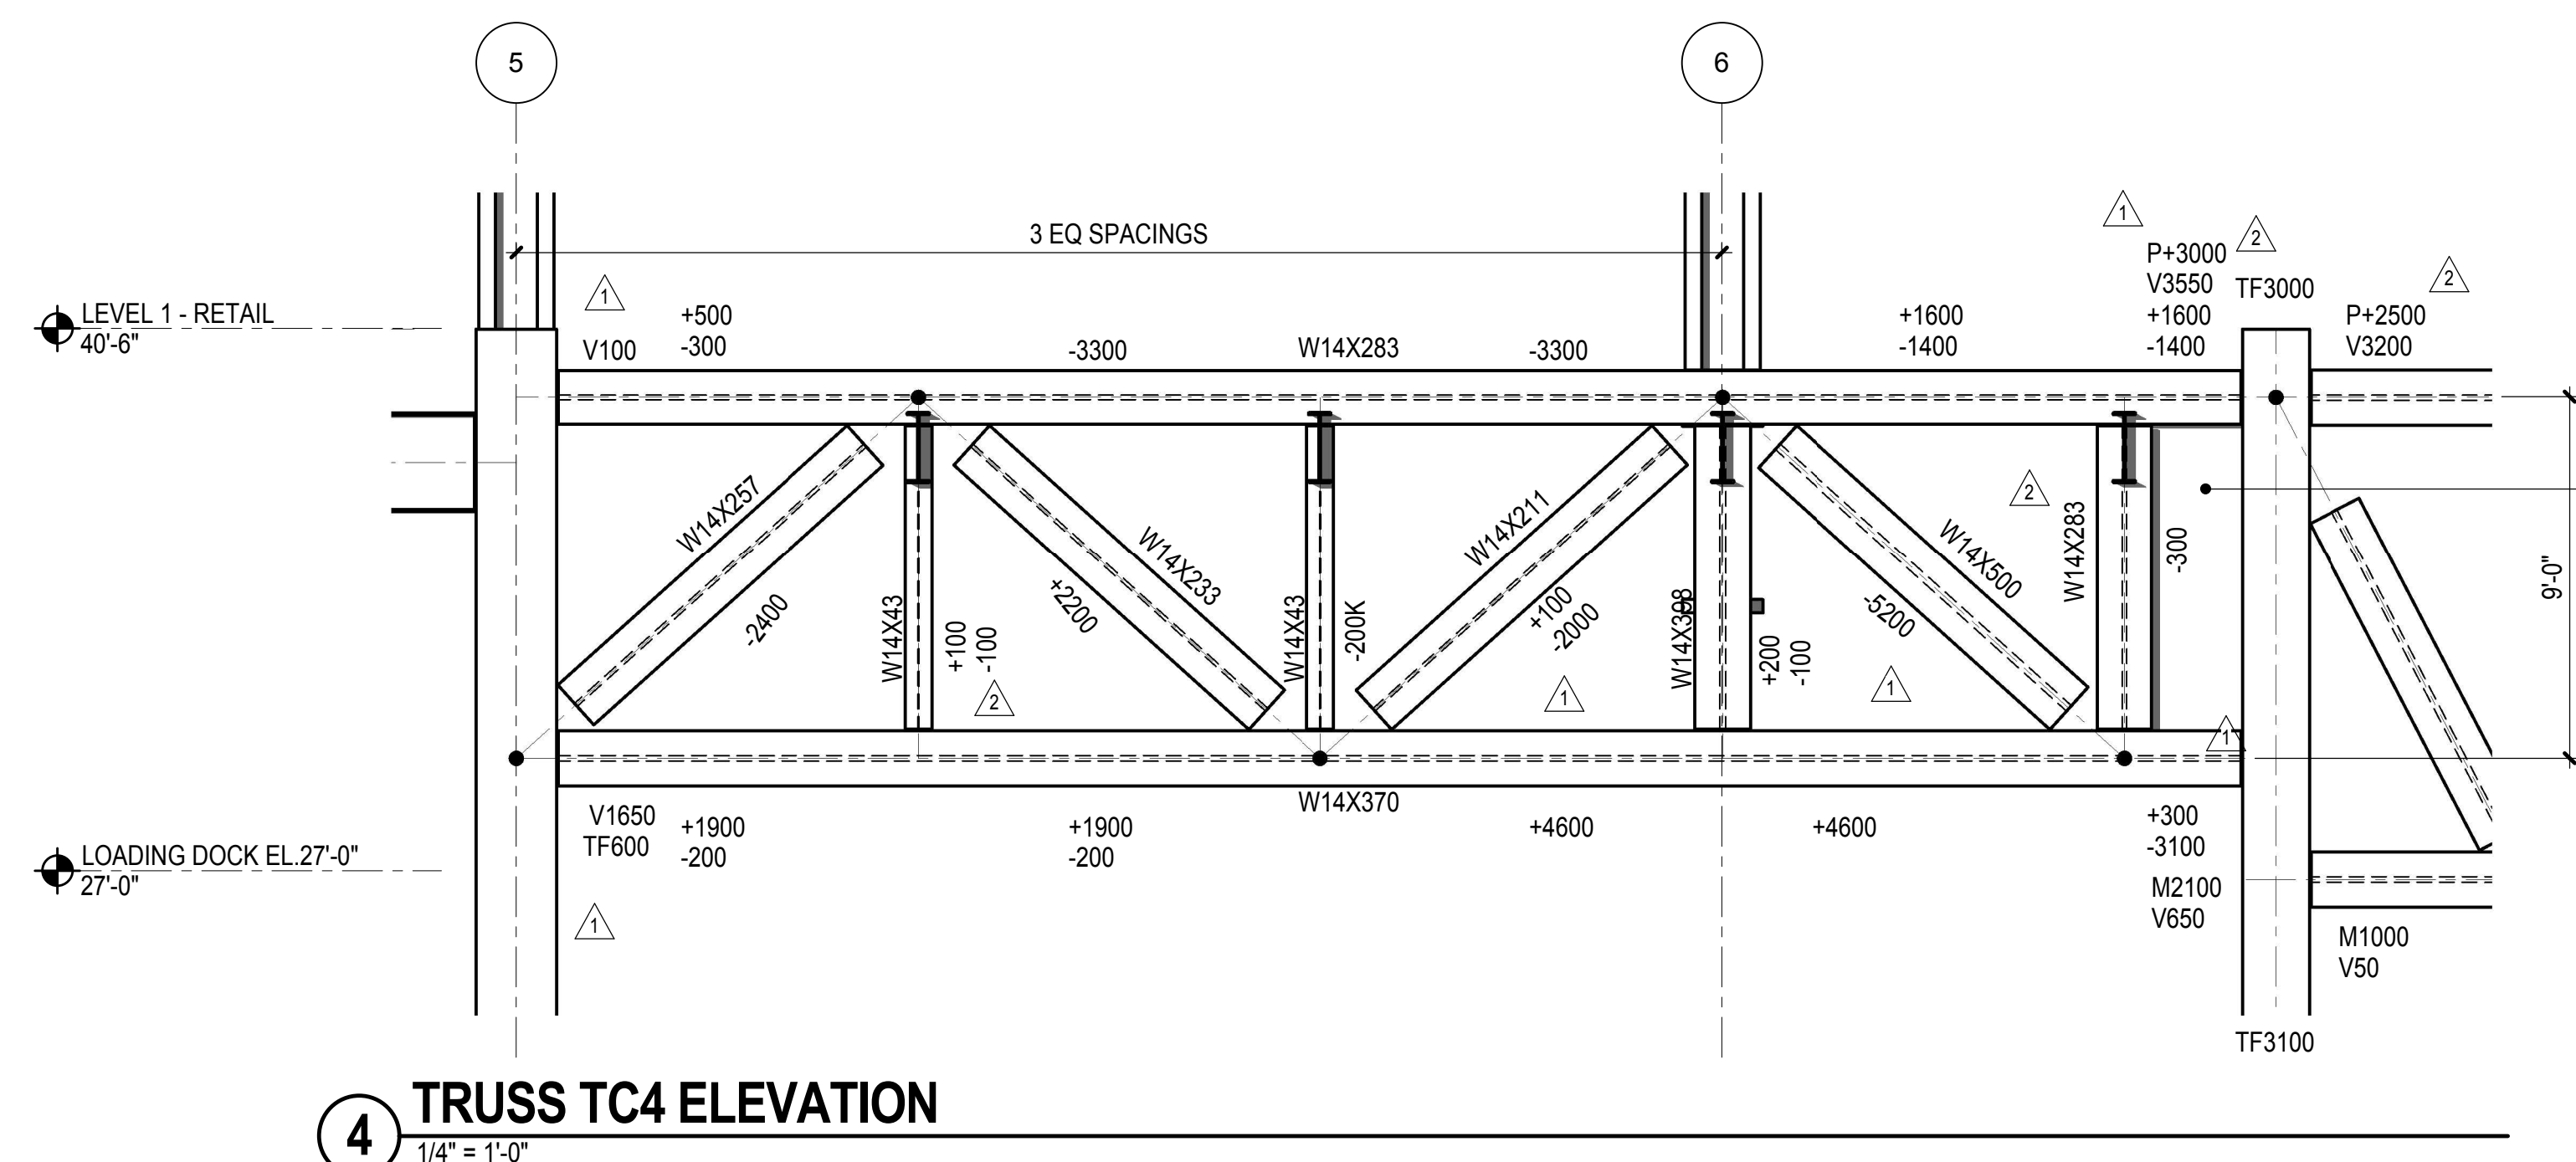 5
6
3 EQ SPACINGS
1
1
2
2
P+3000
V3550
+1600
-1400
TF3000
P+2500
V3200
LEVEL 1 - RETAIL
40'-6"
V100
+500
-300
-3300
W14X283
-3300
+1600
-1400
W14X257
-2400
W14X43
+100
-100
2
W14X233
+2200
W14X43
-200K
W14X211
+100
-2000
1
W14X398
+200
-100
W14X500
-5200
1
2
W14X283
-300
1
9'-0"
V1650
TF600
+1900
-200
+1900
-200
W14X370
+4600
+4600
+300
-3100
M2100
V650
LOADING DOCK EL.27'-0"
27'-0"
1
M1000
V50
TF3100
4
TRUSS TC4 ELEVATION
1/4" = 1'-0"